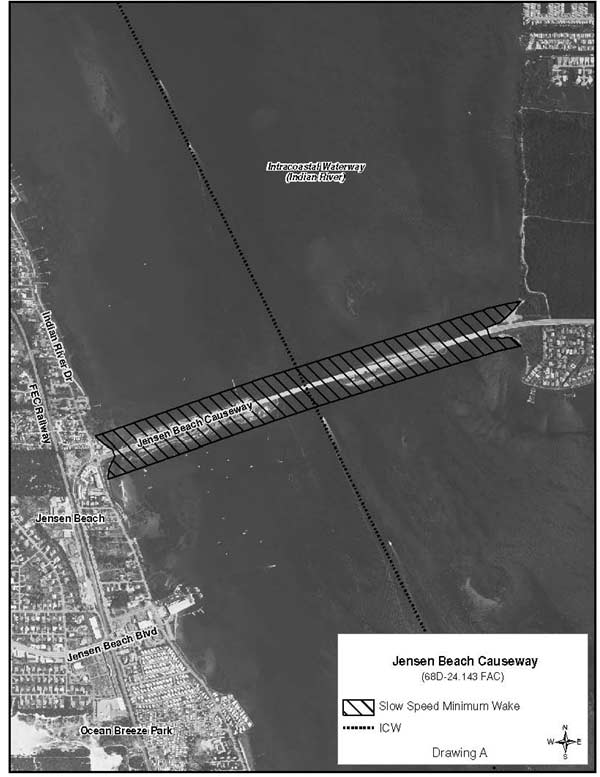 Intracoastal Waterway
(Indian River)
Indian River Dr
FEC Railway
Jensen Beach Causeway
Jensen Beach
Jensen Beach Blvd
Ocean Breeze Park
Jensen Beach Causeway
(68D-24.143 FAC)
Slow Speed Minimum Wake
ICW
Drawing A
N
W E
S